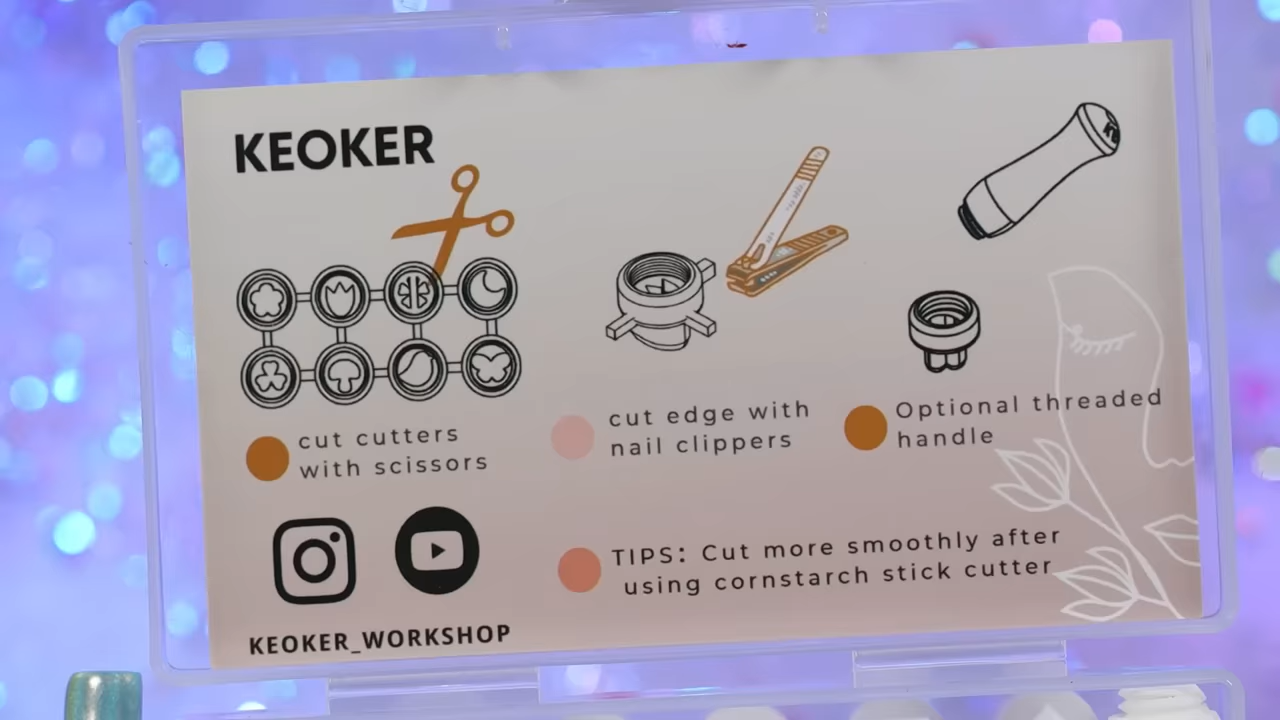 KEOKER
cut cutters
with scissors
cut edge with
nail clippers
Optional threaded
handle
TIPS: Cut more smoothly after
using cornstarch stick cutter
KEOKER_WORKSHOP